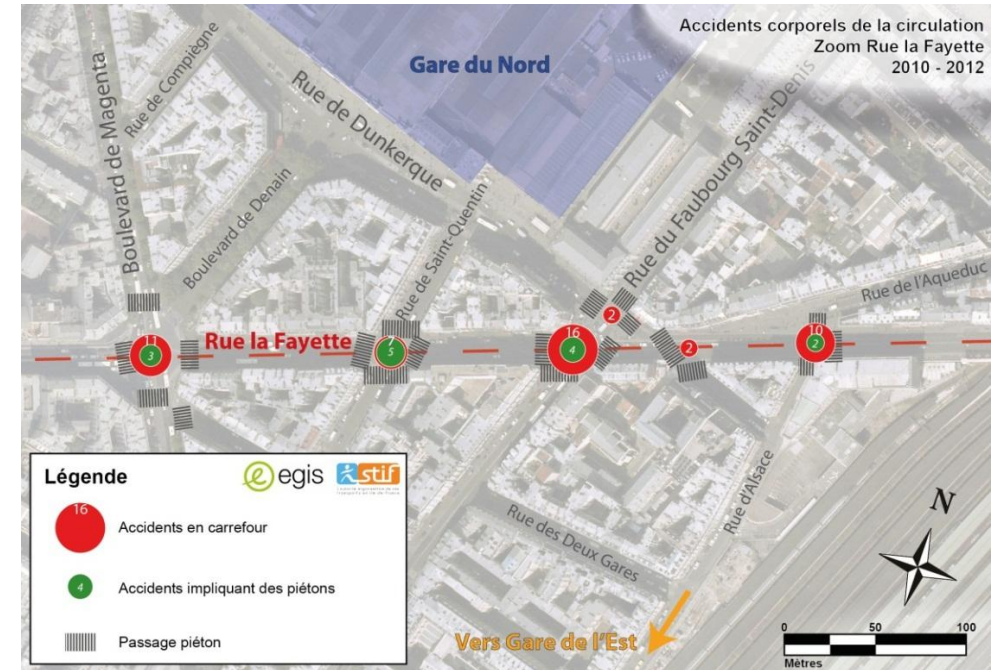 Accidents corporels de la circulation
Zoom Rue la Fayette
2010 - 2012
Gare du Nord
Rue de Compiègne
Rue de Dunkerque
Boulevard de Magenta
Boulevard de Denain
Rue de Saint-Quentin
Rue du Faubourg Saint-Denis
Rue de l'Aqueduc
Rue la Fayette
11
3
7
5
16
4
2
2
10
2
Rue des Deux Gares
Rue d'Alsace
Vers Gare de l'Est
Légende
egis
stif
16
Accidents en carrefour
4
Accidents impliquant des piétons
Passage piéton
N
0 50 100
Mètres